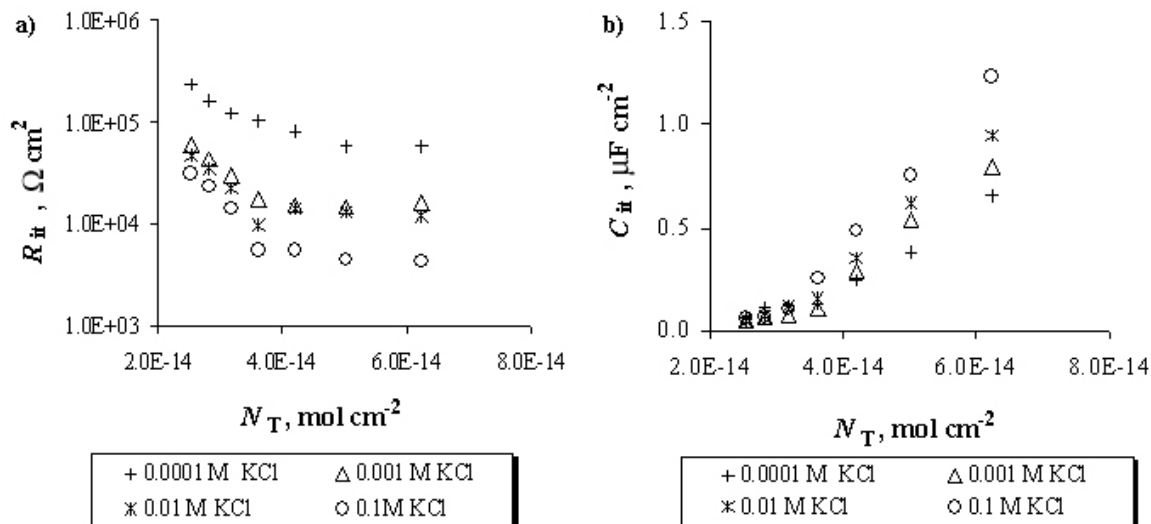 a)
1.0E+06
1.0E+05
1.0E+04
1.0E+03
R it , Ω cm2
2.0E-14 4.0E-14 6.0E-14 8.0E-14
N T, mol cm-2
+ 0.0001 M KCl △ 0.001 M KCl
* 0.01 M KCl ○ 0.1M KCl
b)
1.5
1.0
0.5
0.0
C it , µF cm-2
2.0E-14 4.0E-14 6.0E-14 8.0E-14
N T, mol cm-2
+ 0.0001 M KCl △ 0.001 M KCl
* 0.01 M KCl ○ 0.1 M KCl